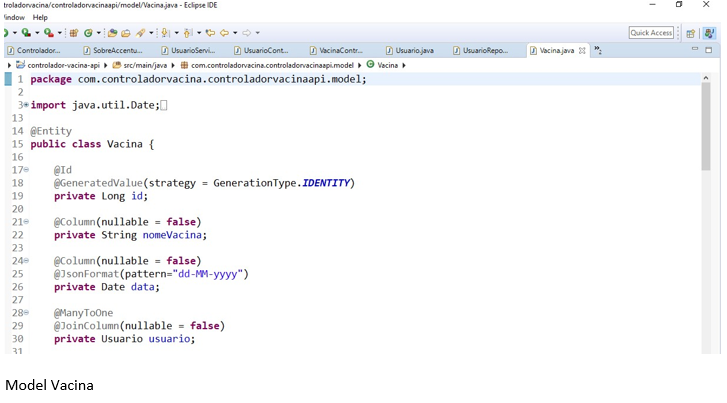 troladorvacina/controladorvacinaapi/model/Vacina.java - Eclipse IDE
indow Help
Quick Access
Controlador... SobreAccentu... UsuarioServi... UsuarioCont... VacinaContr... Usuario.java UsuarioRepo... Vacina.java »2
controlador-vacina-api src/main/java com.controladorvacina.controladorvacinaapi.model Vacina
1 package com.controladorvacina.controladorvacinaapi.model;
2
3 import java.util.Date;
13
14 @Entity
15 public class Vacina {
16
17 @Id
18 @GeneratedValue(strategy = GenerationType.IDENTITY)
19 private Long id;
20
21 @Column(nullable = false)
22 private String nomeVacina;
23
24 @Column(nullable = false)
25 @JsonFormat(pattern="dd-MM-yyyy")
26 private Date data;
27
28 @ManyToOne
29 @JoinColumn(nullable = false)
30 private Usuario usuario;
31
Model Vacina